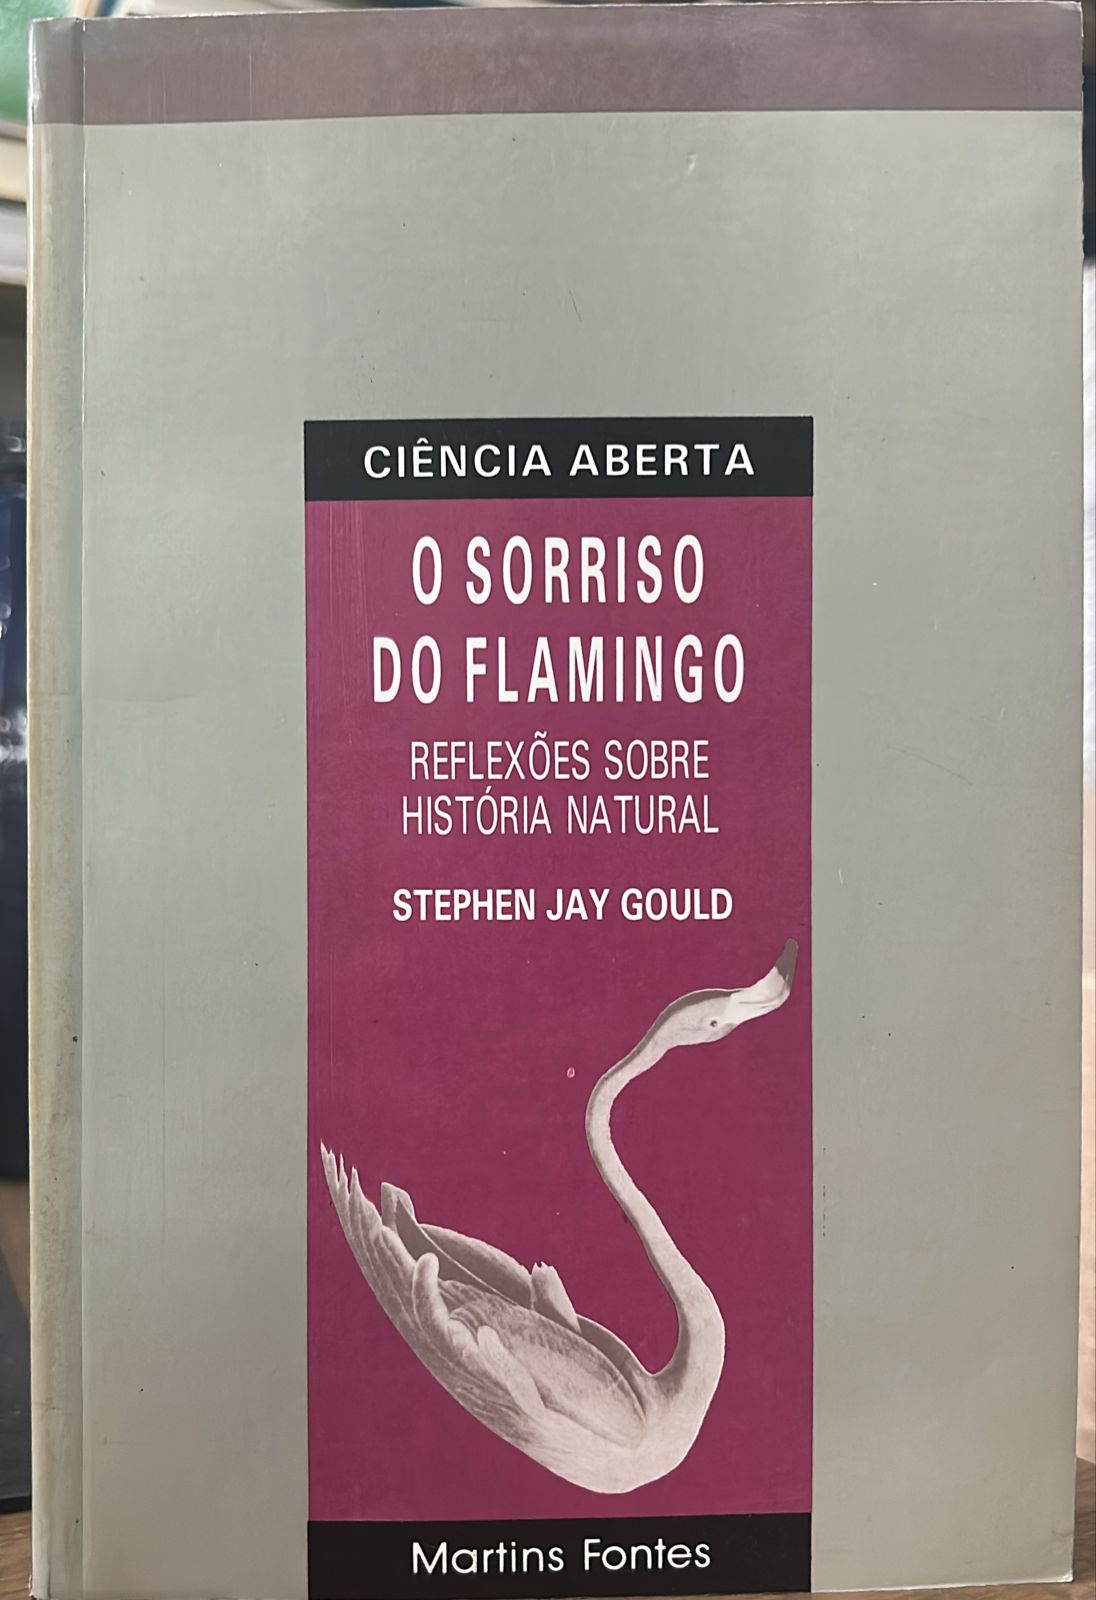 CIÊNCIA ABERTA
O SORRISO
DO FLAMINGO
REFLEXÕES SOBRE
HISTÓRIA NATURAL
STEPHEN JAY GOULD
Martins Fontes